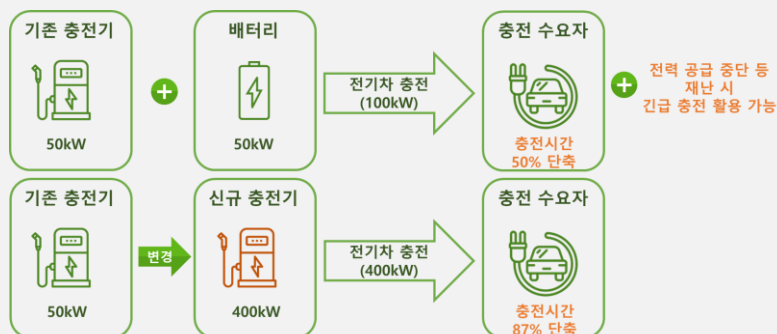 기존 충전기
50kW
배터리
50kW
전기차 충전
(100kW)
충전 수요자
충전시간
50% 단축
전력 공급 중단 등
재난 시
긴급 충전 활용 가능
기존 충전기
50kW
변경
신규 충전기
400kW
전기차 충전
(400kW)
충전 수요자
충전시간
87% 단축